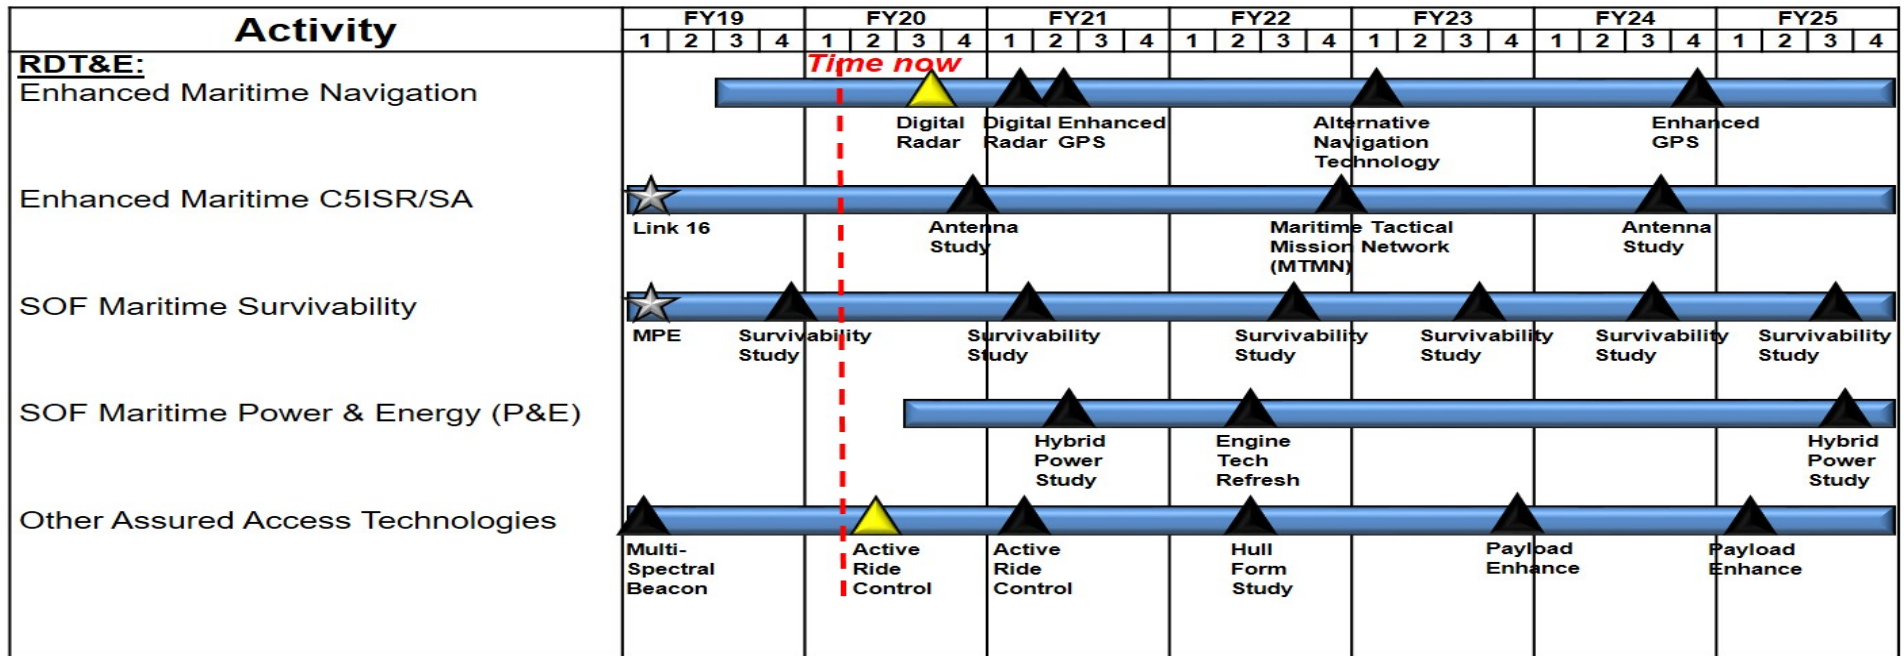 Activity
FY19 FY20 FY21 FY22 FY23 FY24 FY25
1 2 3 4 1 2 3 4 1 2 3 4 1 2 3 4 1 2 3 4 1 2 3 4 1 2 3 4
RDT&E:
Time now
Enhanced Maritime Navigation
Digital Digital Enhanced Alternative Enhanced
Radar Radar GPS Navigation GPS
Technology
Enhanced Maritime C5ISR/SA
Link 16 Antenna Maritime Tactical Antenna
Study Mission Network Study
(MTMN)
SOF Maritime Survivability
MPE Survivability Survivability Survivability Survivability Survivability Survivability
Study Study Study Study Study Study
SOF Maritime Power & Energy (P&E)
Hybrid Engine Hybrid
Power Tech Power
Study Refresh Study
Other Assured Access Technologies
Multi- Active Active Hull Payload Payload
Spectral Ride Ride Form Enhance Enhance
Beacon Control Control Study